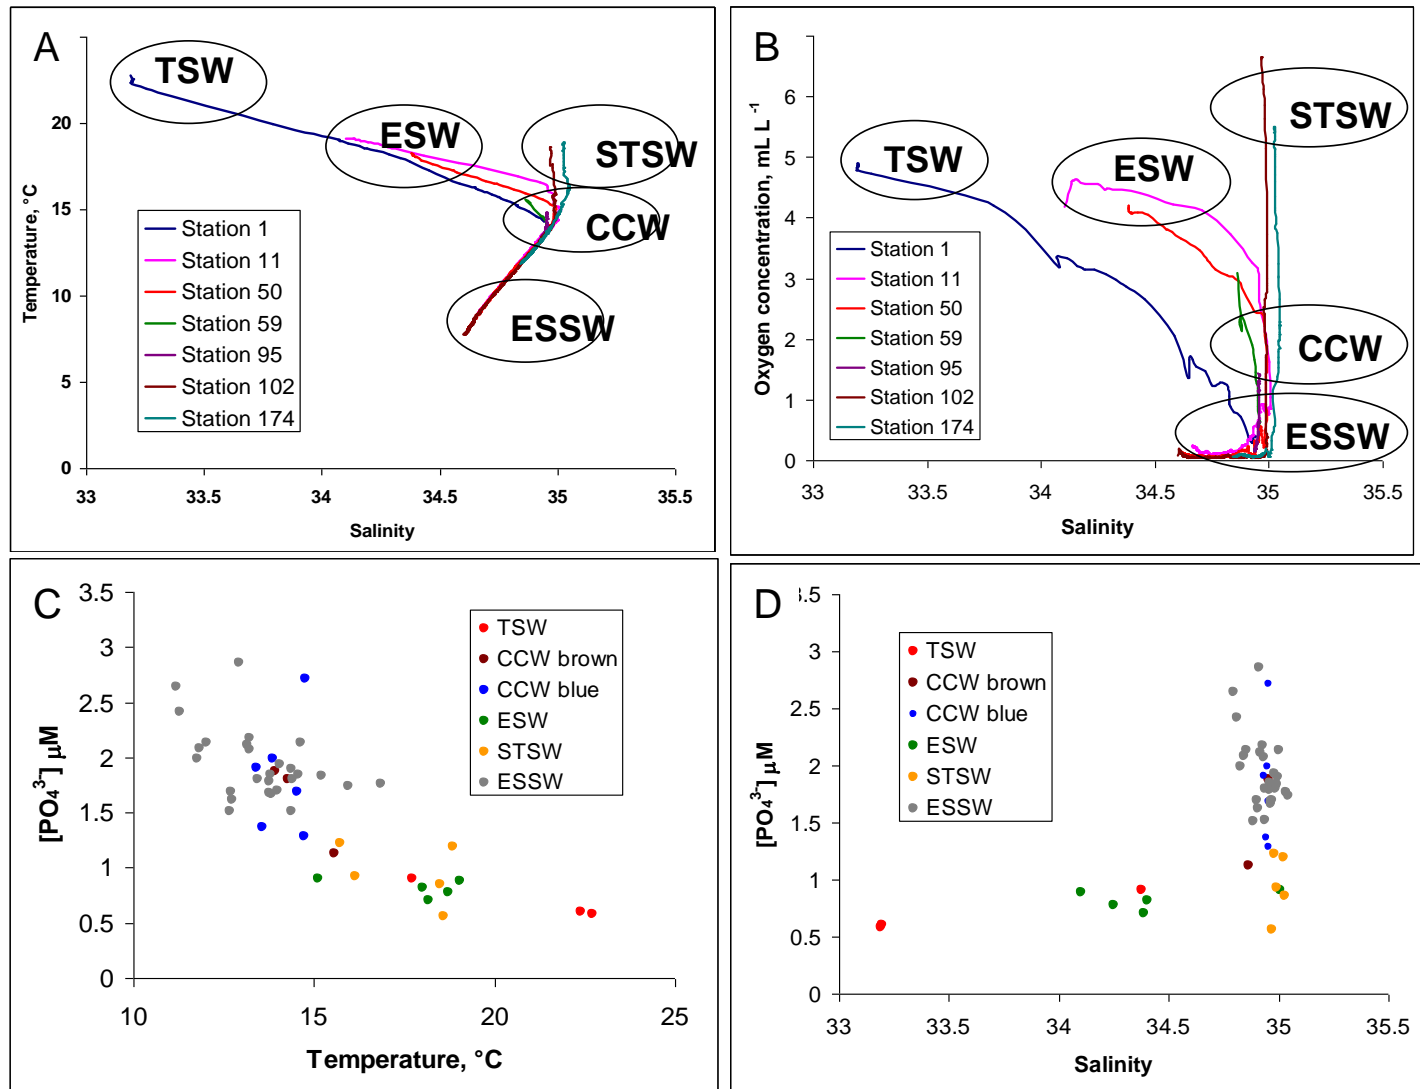 A
TSW
ESW
STSW
CCW
ESSW
Temperature, °C
25
20
15
10
5
0
33
33.5
34
34.5
35
35.5
Salinity
Station 1
Station 11
Station 50
Station 59
Station 95
Station 102
Station 174
B
TSW
ESW
STSW
CCW
ESSW
Oxygen concentration, mL L -1
6
5
4
3
2
1
0
33
33.5
34
34.5
35
35.5
Salinity
Station 1
Station 11
Station 50
Station 59
Station 95
Station 102
Station 174
C
[PO₄³⁻] µM
3.5
3
2.5
2
1.5
1
0.5
0
10
15
20
25
Temperature, °C
TSW
CCW brown
CCW blue
ESW
STSW
ESSW
D
[PO₄³⁻] µM
.5
3
2.5
2
1.5
1
0.5
0
33
33.5
34
34.5
35
35.5
Salinity
TSW
CCW brown
CCW blue
ESW
STSW
ESSW